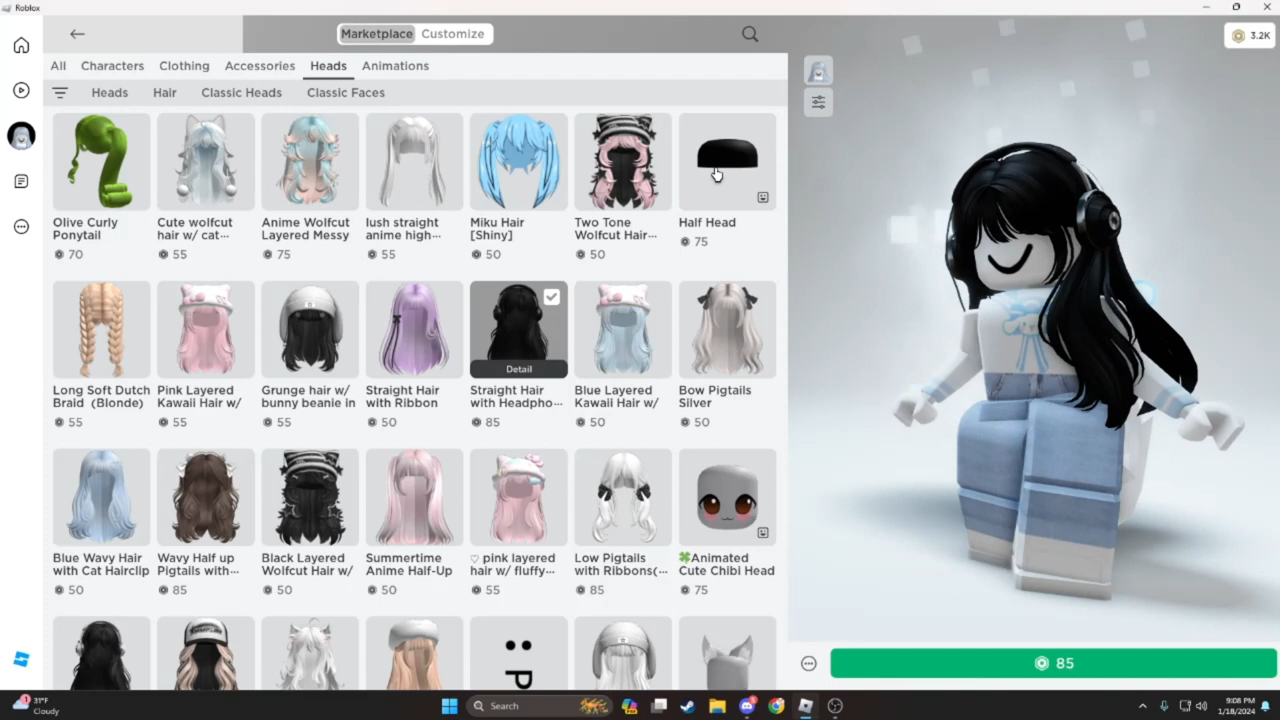 Roblox
Marketplace Customize
3.2K
All Characters Clothing Accessories Heads Animations
Heads Hair Classic Heads Classic Faces
Olive Curly
Ponytail
70
Cute wolfcut
hair w/ cat...
55
Anime Wolfcut
Layered Messy
75
lush straight
anime high...
55
Miku Hair
[Shiny]
50
Two Tone
Wolfcut Hair...
50
Half Head
75
Long Soft Dutch
Braid (Blonde)
55
Pink Layered
Kawaii Hair w/
55
Grunge hair w/
bunny beanie in
55
Straight Hair
with Ribbon
50
Detail
Straight Hair
with Headpho...
85
Blue Layered
Kawaii Hair w/
50
Bow Pigtails
Silver
50
Blue Wavy Hair
with Cat Hairclip
50
Wavy Half up
Pigtails with...
85
Black Layered
Wolfcut Hair w/
50
Summertime
Anime Half-Up
50
♡ pink layered
hair w/ fluffy...
55
Low Pigtails
with Ribbons(...
85
🍀Animated
Cute Chibi Head
75
: P
85
1
31°F
Cloudy
Search
9:08 PM
1/18/2024